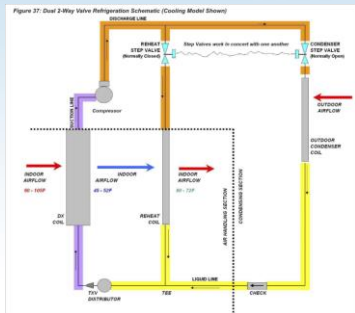 Figure 37: Dual 2-Way Valve Refrigeration Schematic (Cooling Model Shown)
DISCHARGE LINE
REHEAT
STEP VALVE
(Normally Closed)
Step Valves work in concert with one another
CONDENSER
STEP VALVE
(Normally Open)
SUCTION LINE
Compressor
OUTDOOR
AIRFLOW
OUTDOOR
CONDENSER
COIL
INDOOR
AIRFLOW
INDOOR
AIRFLOW
INDOOR
AIRFLOW
DX
COIL
REHEAT
COIL
AIR HANDLING SECTION
CONDENSING SECTION
LIQUID LINE
TXV
DISTRIBUTOR
TEE
CHECK